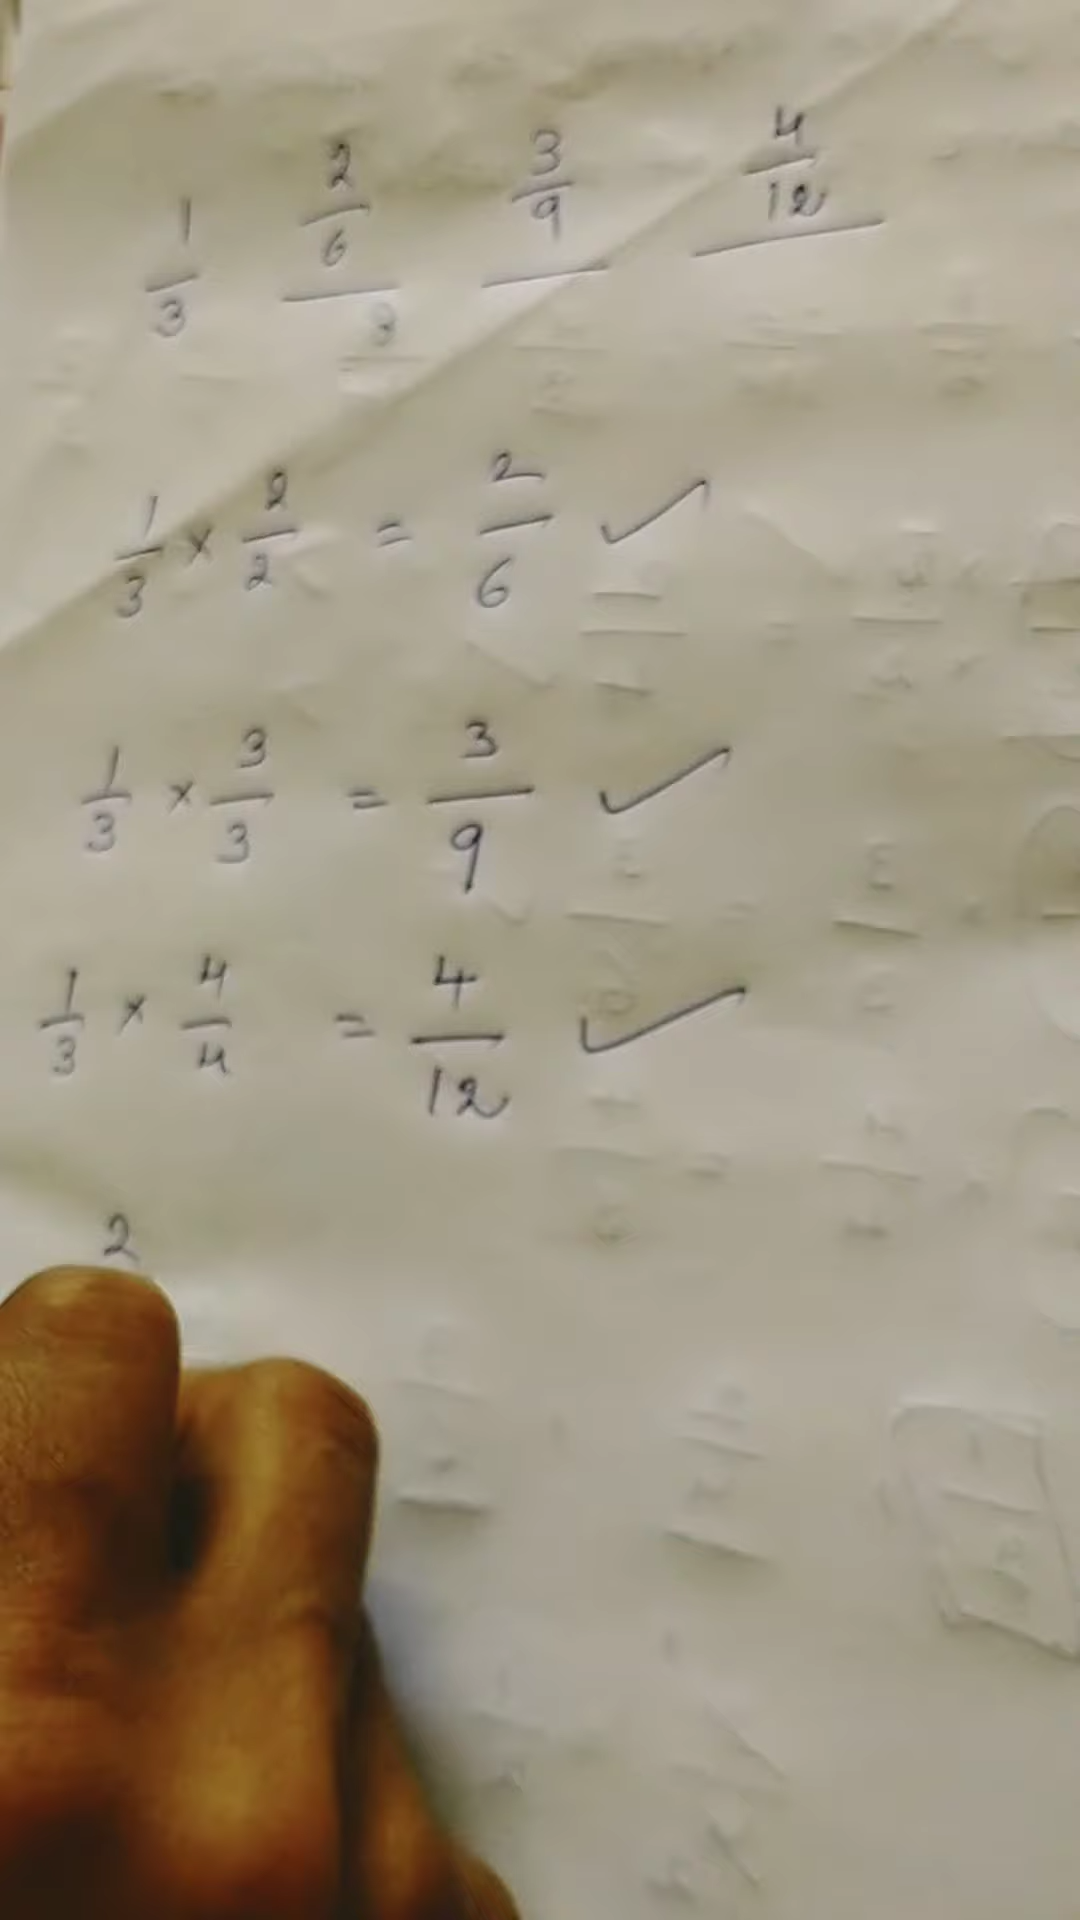 1/3 2/6 3/9 4/12
1/3 × 2/2 = 2/6 ✓
1/3 × 3/3 = 3/9 ✓
1/3 × 4/4 = 4/12 ✓
2